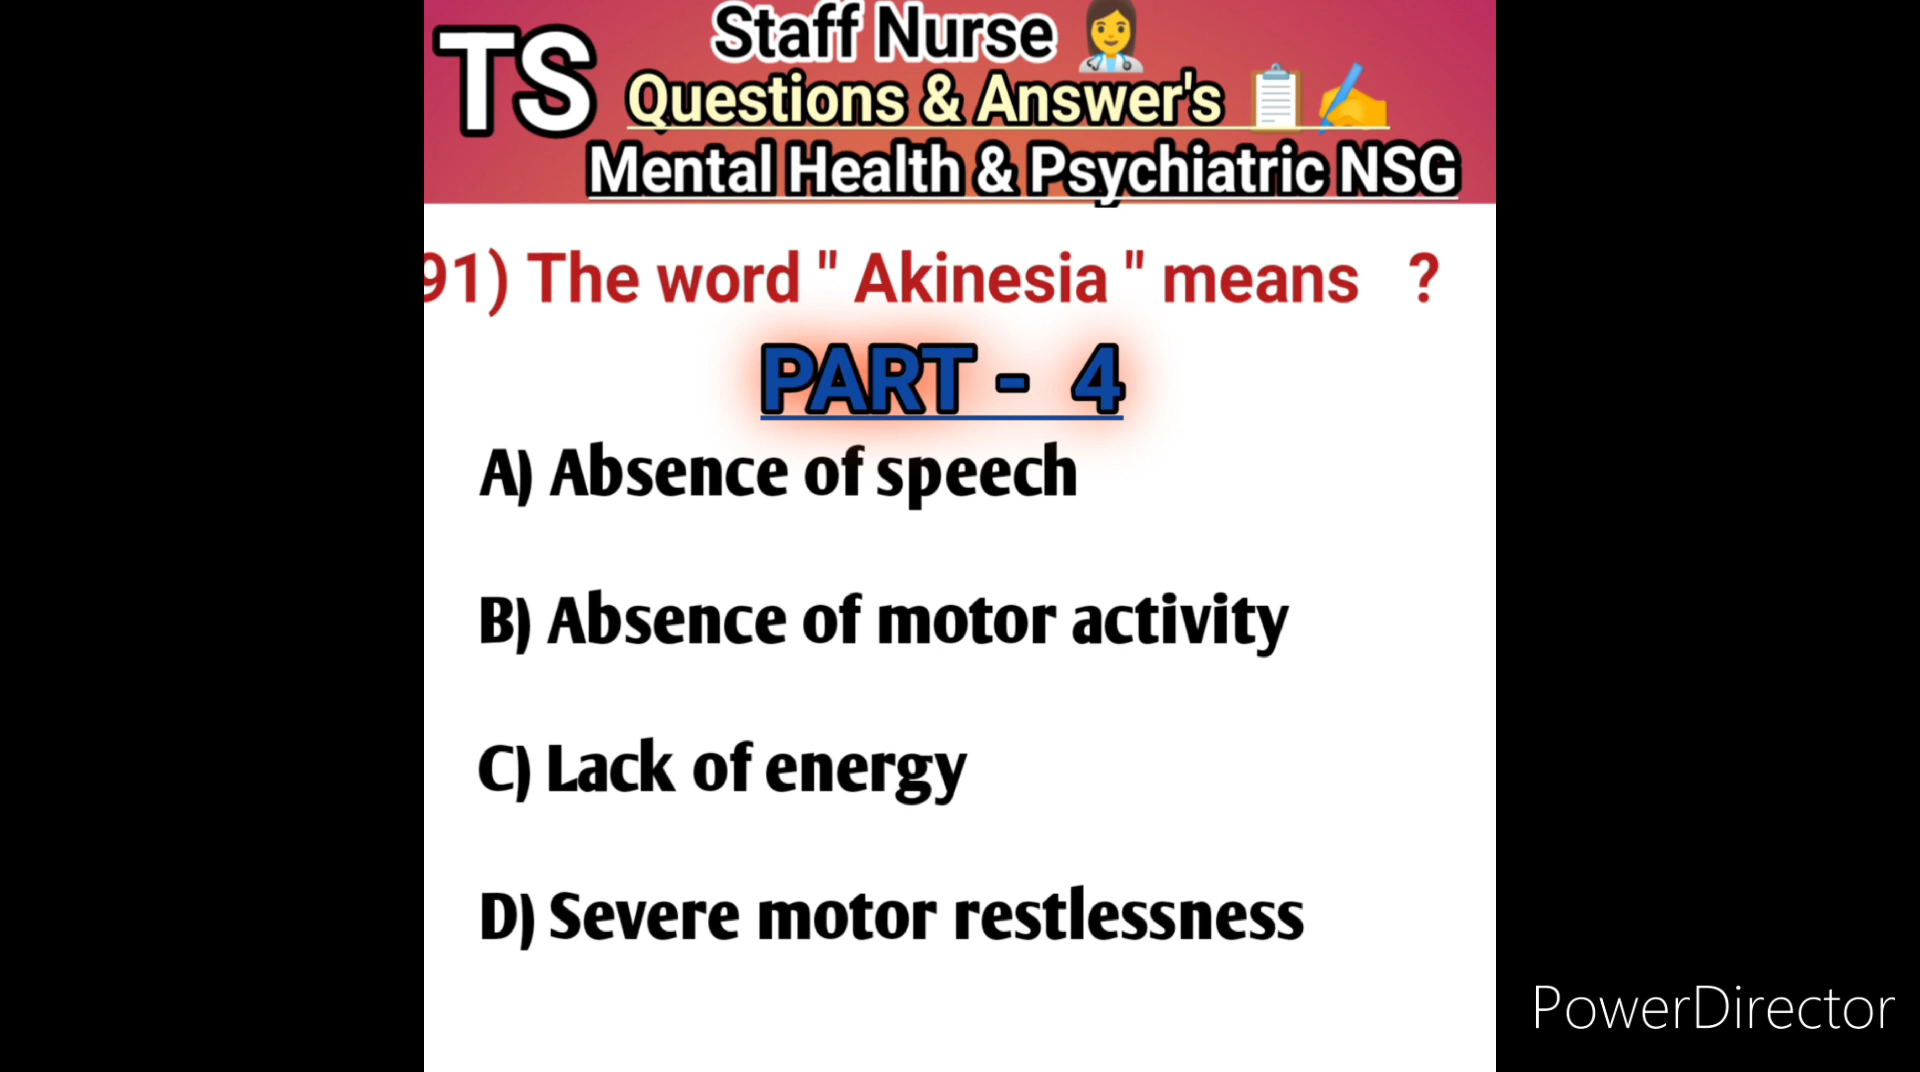 TS
Staff Nurse 👩‍⚕️
Questions & Answer's 📋✍️
Mental Health & Psychiatric NSG
91) The word " Akinesia " means ?
PART - 4
A) Absence of speech
B) Absence of motor activity
C) Lack of energy
D) Severe motor restlessness
PowerDirector